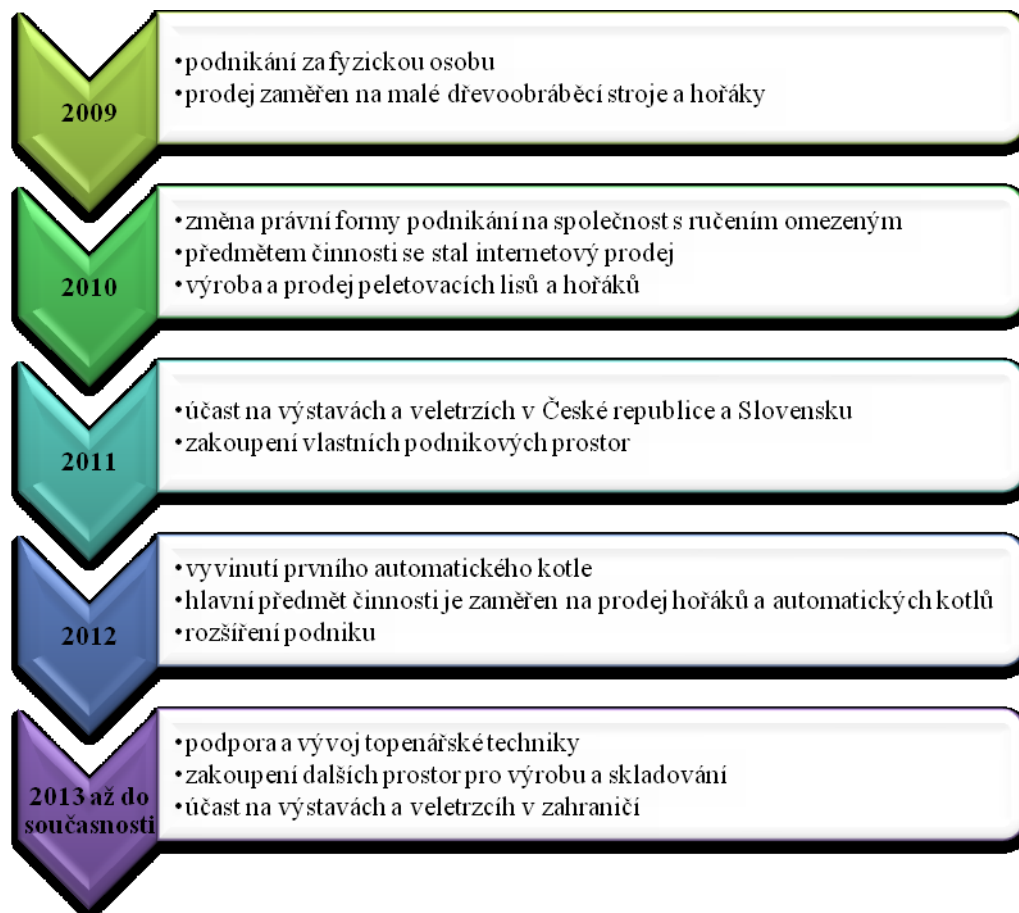 2009
•podnikání za fyzickou osobu
•prodej zaměřen na malé dřevoobráběcí stroje a hořáky
2010
•změna právní formy podnikání na společnost s ručením omezeným
•předmětem činnosti se stal internetový prodej
•výroba a prodej peletovacích lisů a hořáků
2011
•účast na výstavách a veletrzích v České republice a Slovensku
•zakoupení vlastních podnikových prostor
2012
•vyvinutí prvního automatického kotle
•hlavní předmět činnosti je zaměřen na prodej hořáků a automatických kotlů
•rozšíření podniku
2013 až do
současnosti
•podpora a vývoj topenářské techniky
•zakoupení dalších prostor pro výrobu a skladování
•účast na výstavách a veletrzcíh v zahraničí